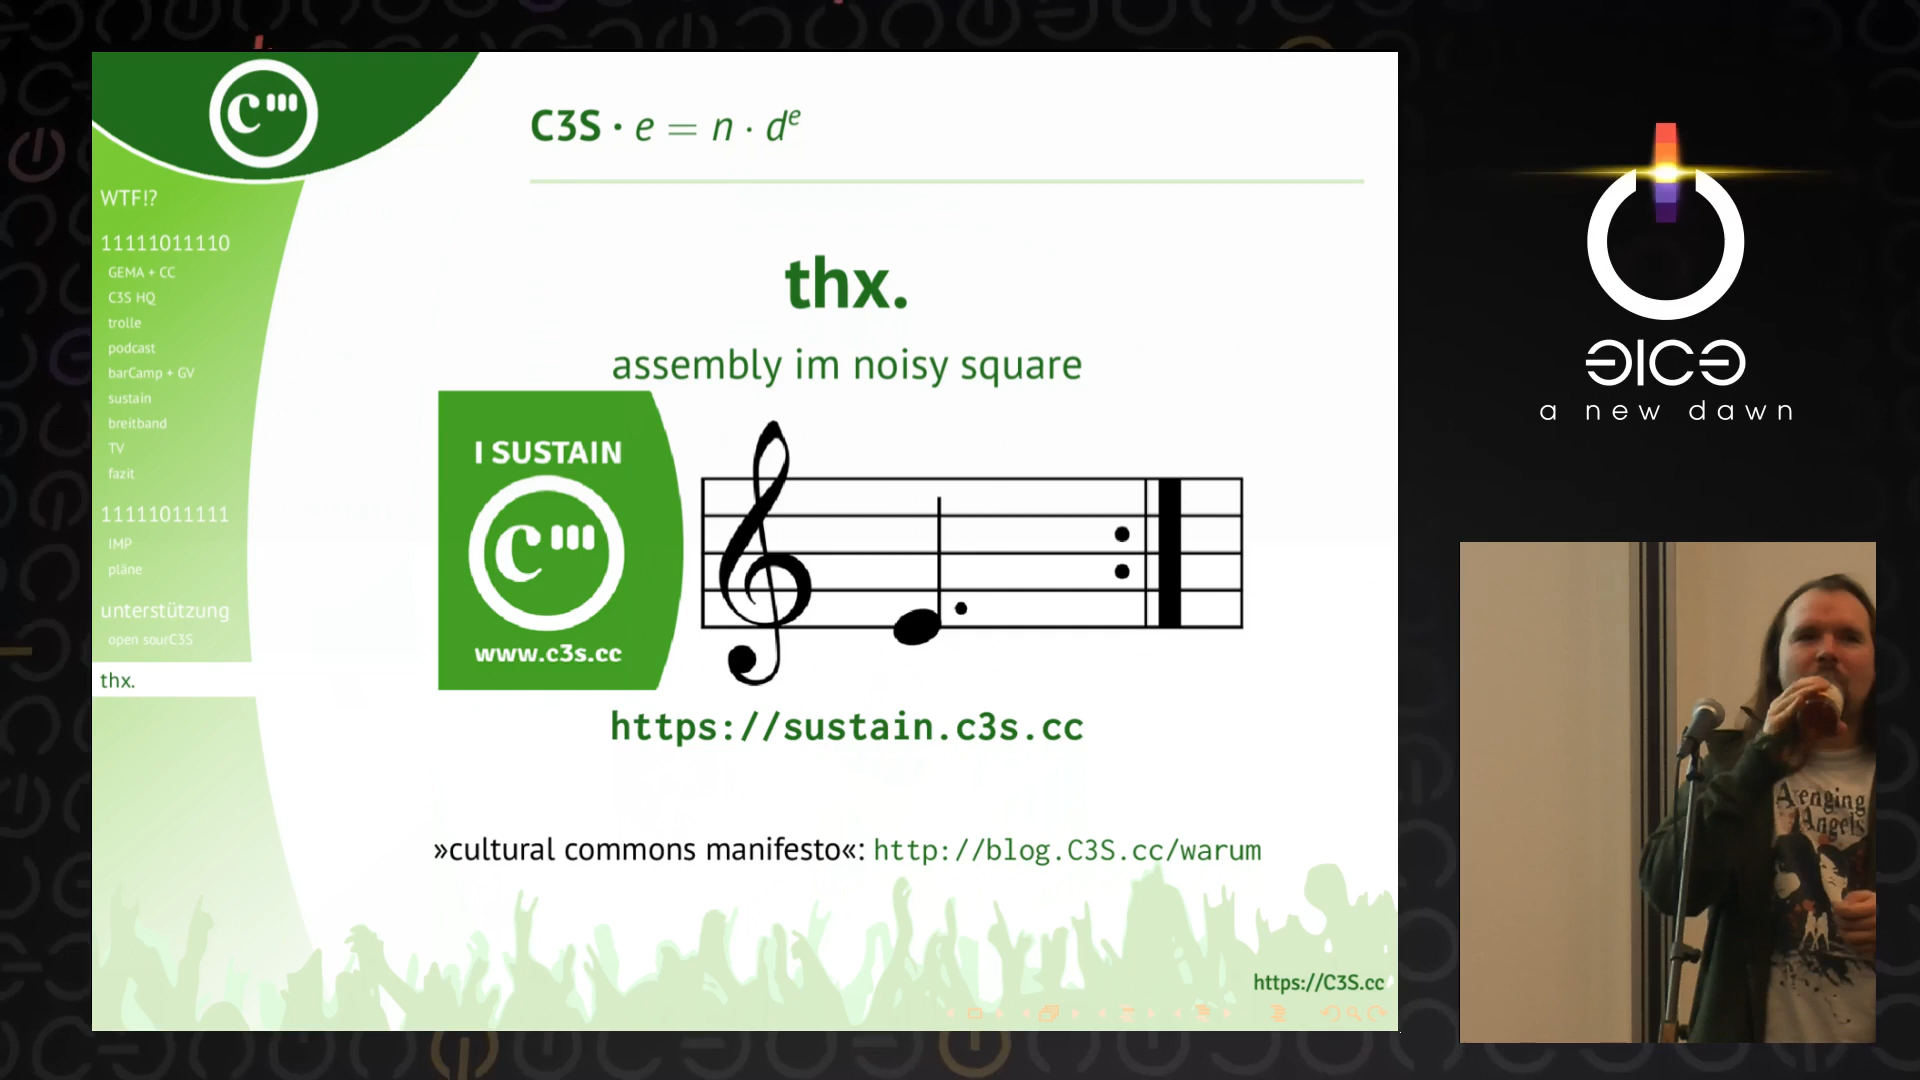 C3S · e = n · dᵉ
WTF!?
11111011110
GEMA + CC
C3S HQ
trolle
podcast
barCamp + GV
sustain
breitband
TV
fazit
11111011111
IMP
pläne
unterstützung
open sourC3S
thx.
thx.
assembly im noisy square
I SUSTAIN
c'''
www.c3s.cc
https://sustain.c3s.cc
»cultural commons manifesto«: http://blog.C3S.cc/warum
https://C3S.cc
31C3
a new dawn
Avenging
Angels